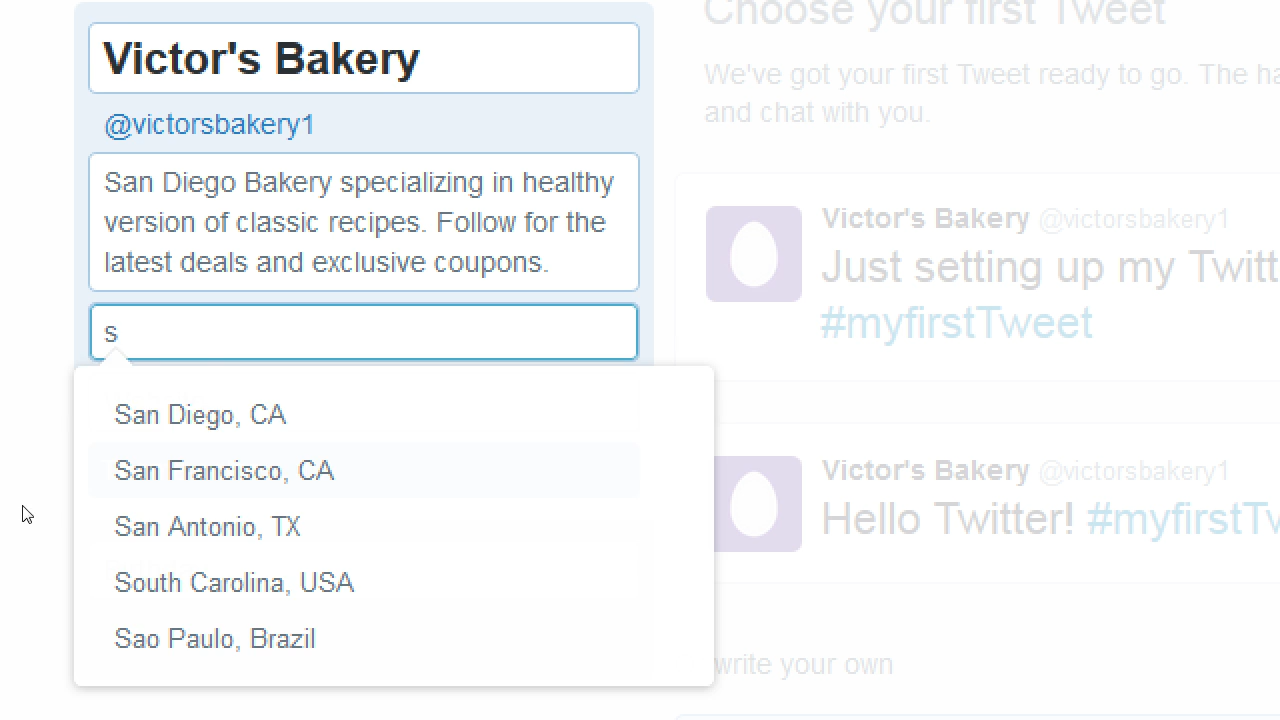 Victor's Bakery
@victorsbakery1
San Diego Bakery specializing in healthy
version of classic recipes. Follow for the
latest deals and exclusive coupons.
s
San Diego, CA
San Francisco, CA
San Antonio, TX
South Carolina, USA
Sao Paulo, Brazil
Choose your first Tweet
We've got your first Tweet ready to go. The ha
and chat with you.
Victor's Bakery @victorsbakery1
Just setting up my Twitt
#myfirstTweet
Victor's Bakery @victorsbakery1
Hello Twitter! #myfirstTw
write your own